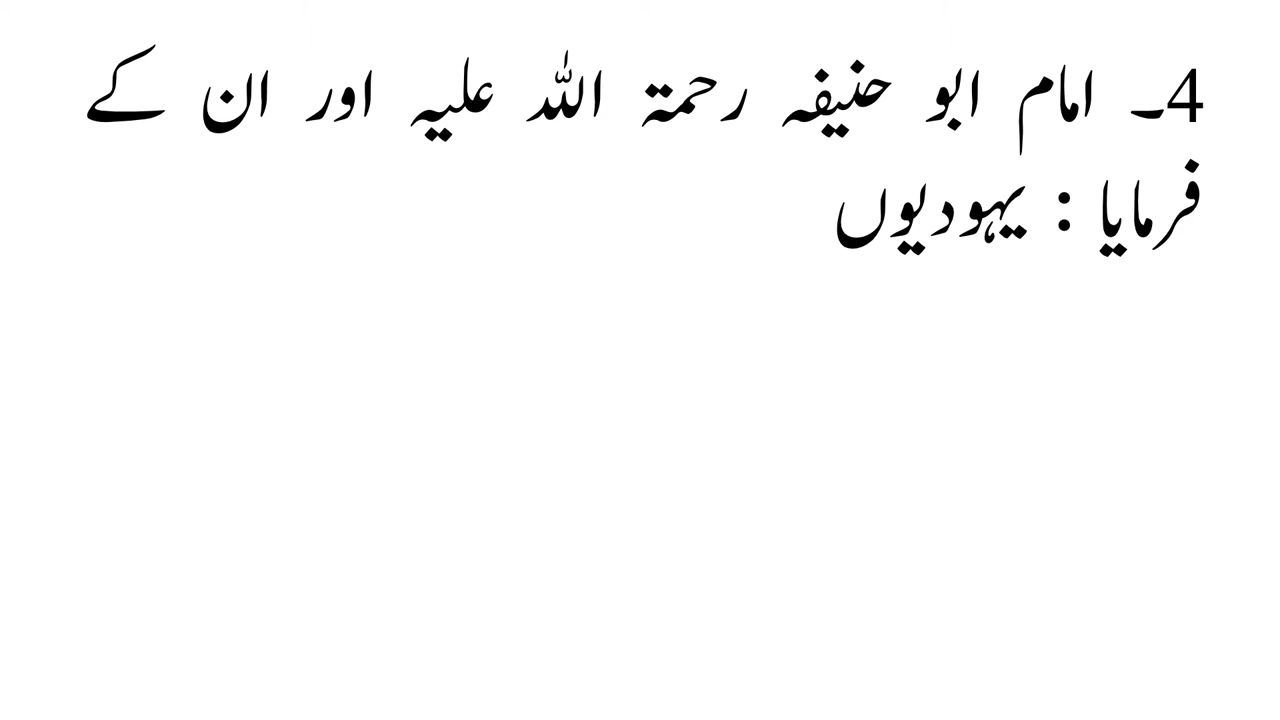 4۔ امام ابو حنیفہ رحمۃ اللہ علیہ اور ان کے
فرمایا : یہودیوں